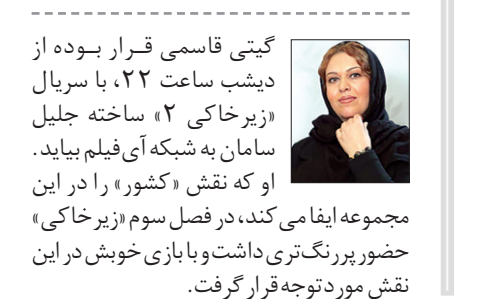 گیتی قاسمی قرار بوده از
دیشب ساعت ۲۲، با سریال
«زیرخاکی ۲» ساخته جلیل
سامان به شبکه آی‌فیلم بیاید.
او که نقش «کشور» را در این
مجموعه ایفا می‌کند، در فصل سوم «زیرخاکی»
حضور پررنگ‌تری داشت و با بازی خوبش در این
نقش مورد توجه قرار گرفت.